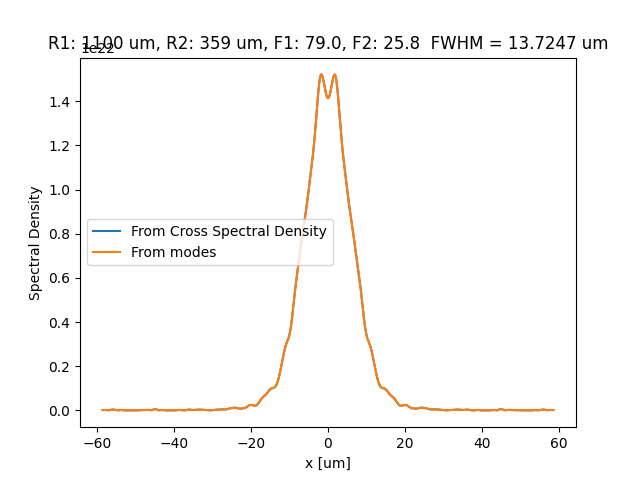 R1: 1100 um, R2: 359 um, F1: 79.0, F2: 25.8  FWHM = 13.7247 um
1e22
1.4
1.2
1.0
0.8
0.6
0.4
0.2
0.0
Spectral Density
From Cross Spectral Density
From modes
−60
−40
−20
0
20
40
60
x [um]